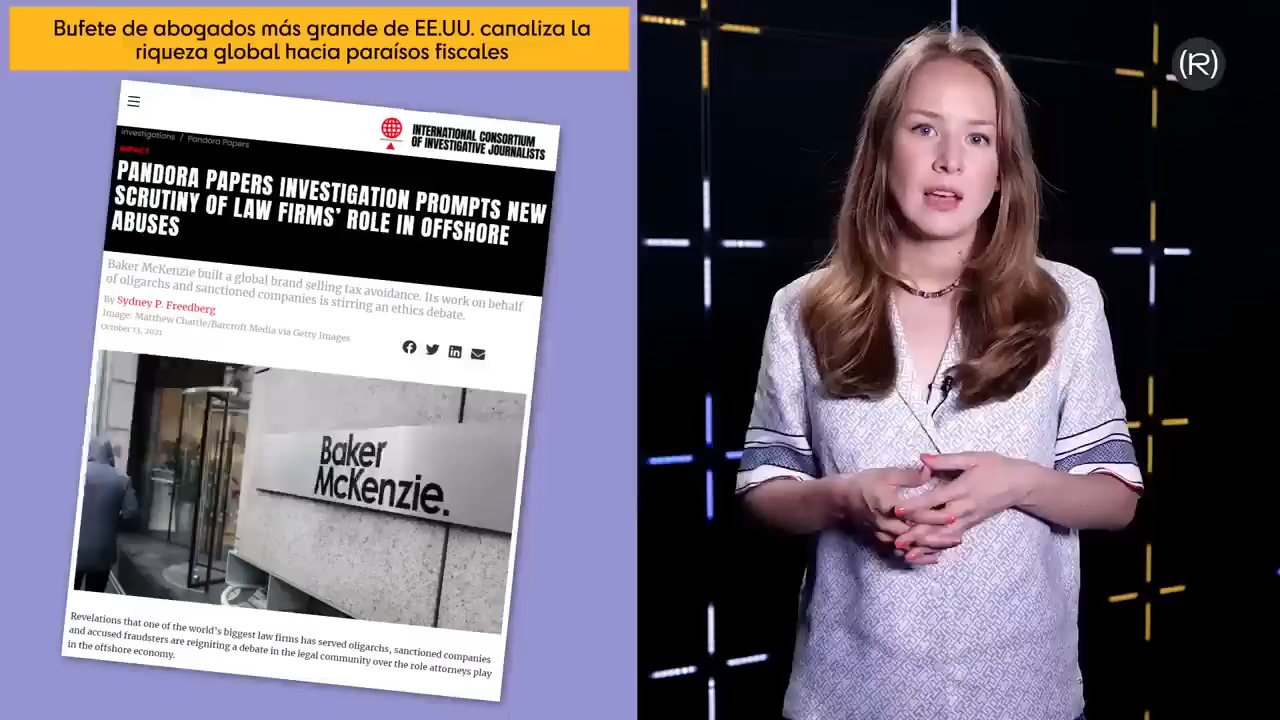 Bufete de abogados más grande de EE.UU. canaliza la
riqueza global hacia paraísos fiscales
(R)
INTERNATIONAL CONSORTIUM
OF INVESTIGATIVE JOURNALISTS
Investigations / Pandora Papers
IMPACT
PANDORA PAPERS INVESTIGATION PROMPTS NEW
SCRUTINY OF LAW FIRMS' ROLE IN OFFSHORE
ABUSES
Baker McKenzie built a global brand selling tax avoidance. Its work on behalf
of oligarchs and sanctioned companies is stirring an ethics debate.
By Sydney P. Freedberg
Image: Matthew Chattle/Barcroft Media via Getty Images
October 13, 2021
Baker
McKenzie.
Revelations that one of the world's biggest law firms has served oligarchs, sanctioned companies
and accused fraudsters are reigniting a debate in the legal community over the role attorneys play
in the offshore economy.